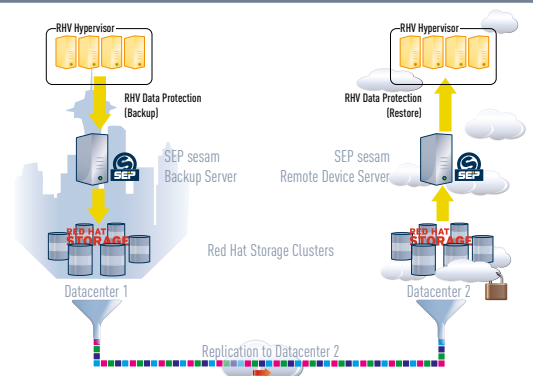 RHV Hypervisor
RHV Data Protection
(Backup)
SEP
SEP sesam
Backup Server
RED HAT
STORAGE
Datacenter 1
RHV Hypervisor
RHV Data Protection
(Restore)
SEP sesam
Remote Device Server
SEP
Red Hat Storage Clusters
RED HAT
STORAGE
Datacenter 2
Replication to Datacenter 2